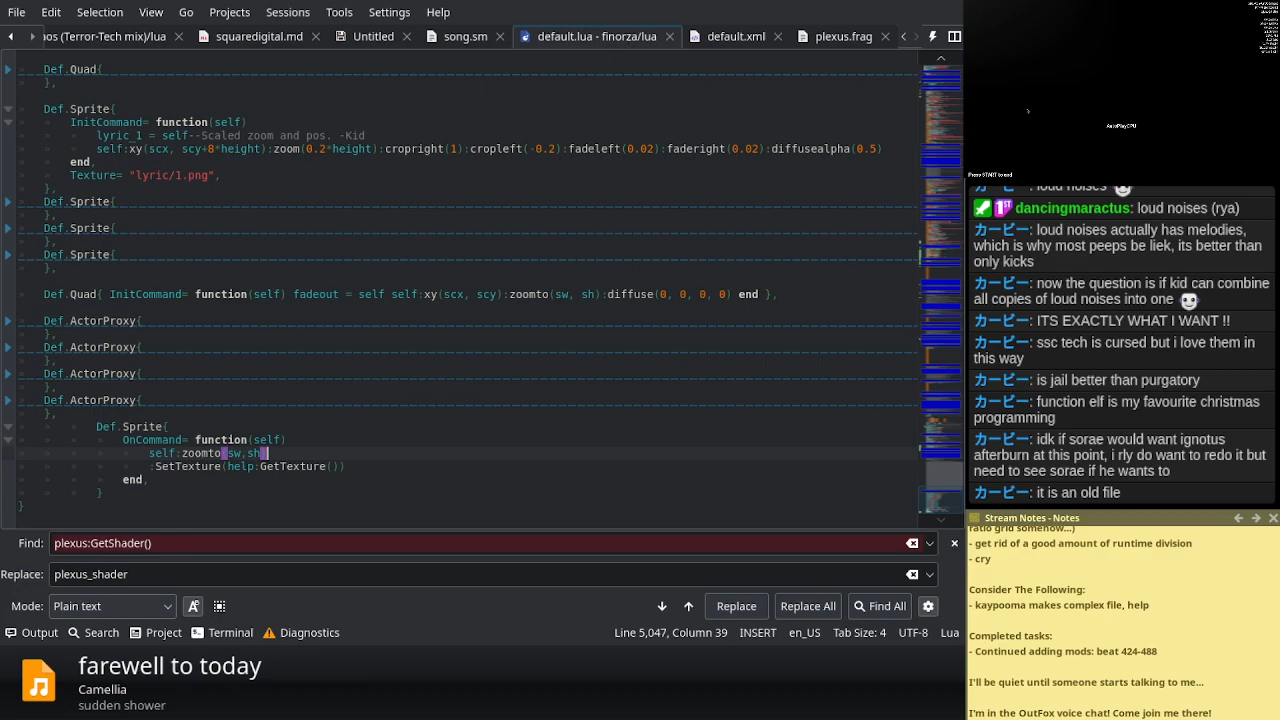 File Edit Selection View Go Projects Sessions Tools Settings Help
os (Terror-Tech mix)/lua squaredigital.md Untitled song.sm default.lua - finorza/lua default.xml plexus.frag
Def.Quad{
},
Def.Sprite{
InitCommand= function(self)
lyric_1 = self--Scaled zoom and pos, -Kid
self:xy(scx, scy+8*height):zoom(0.2*height):cropright(1):cropleft(-0.2):fadeleft(0.02):faderight(0.02):diffusealpha(0.5)
end,
Texture= "lyric/1.png",
},
Def.Sprite{
},
Def.Sprite{
},
Def.Sprite{
},
Def.Quad{ InitCommand= function(self) fadeout = self self:xy(scx, scy):zoomto(sw, sh):diffuse(0, 0, 0, 0) end },
Def.ActorProxy{
},
Def.ActorProxy{
},
Def.ActorProxy{
},
Def.ActorProxy{
},
Def.Sprite{
OnCommand= function(self)
self:zoomto(sw,sh)
:SetTexture(help:GetTexture())
end,
}
}
Find: plexus:GetShader()
Replace: plexus_shader
Mode: Plain text Replace Replace All Find All
Output Search Project Terminal Diagnostics Line 5,047, Column 39 INSERT en_US Tab Size: 4 UTF-8 Lua
farewell to today
Camellia
sudden shower
AutoPlayCPU
Press START to end
loud noises
dancingmaractus: loud noises (rya)
カービー: loud noises actually has melodies,
which is why most peeps be liek, its better than
only kicks
カービー: now the question is if kid can combine
all copies of loud noises into one
カービー: ITS EXACTLY WHAT I WANT !!
カービー: ssc tech is cursed but i love them in
this way
カービー: is jail better than purgatory
カービー: function elf is my favourite christmas
programming
カービー: idk if sorae would want ignotus
afterburn at this point, i rly do want to redo it but
need to see sorae if he wants to
カービー: it is an old file
Stream Notes - Notes
ratio grid somehow...)
- get rid of a good amount of runtime division
- cry
Consider The Following:
- kaypooma makes complex file, help
Completed tasks:
- Continued adding mods: beat 424-488
I'll be quiet until someone starts talking to me...
I'm in the OutFox voice chat! Come join me there!